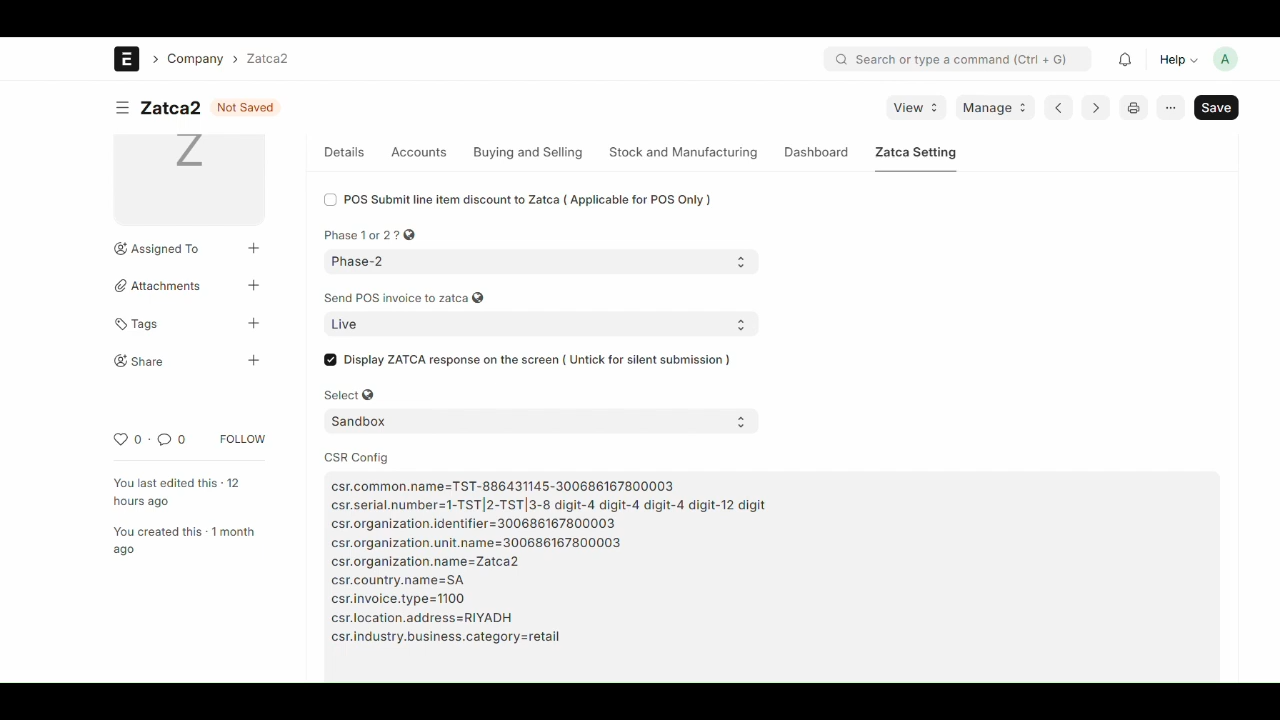 E > Company > Zatca2
Search or type a command (Ctrl + G)
Help
A
Zatca2 Not Saved
View
Manage
Save
Z
Assigned To
Attachments
Tags
Share
0 · 0 FOLLOW
You last edited this · 12
hours ago
You created this · 1 month
ago
Details Accounts Buying and Selling Stock and Manufacturing Dashboard Zatca Setting
POS Submit line item discount to Zatca ( Applicable for POS Only )
Phase 1 or 2 ?
Phase-2
Send POS invoice to zatca
Live
Display ZATCA response on the screen ( Untick for silent submission )
Select
Sandbox
CSR Config
csr.common.name=TST-886431145-300686167800003
csr.serial.number=1-TST|2-TST|3-8 digit-4 digit-4 digit-4 digit-12 digit
csr.organization.identifier=300686167800003
csr.organization.unit.name=300686167800003
csr.organization.name=Zatca2
csr.country.name=SA
csr.invoice.type=1100
csr.location.address=RIYADH
csr.industry.business.category=retail